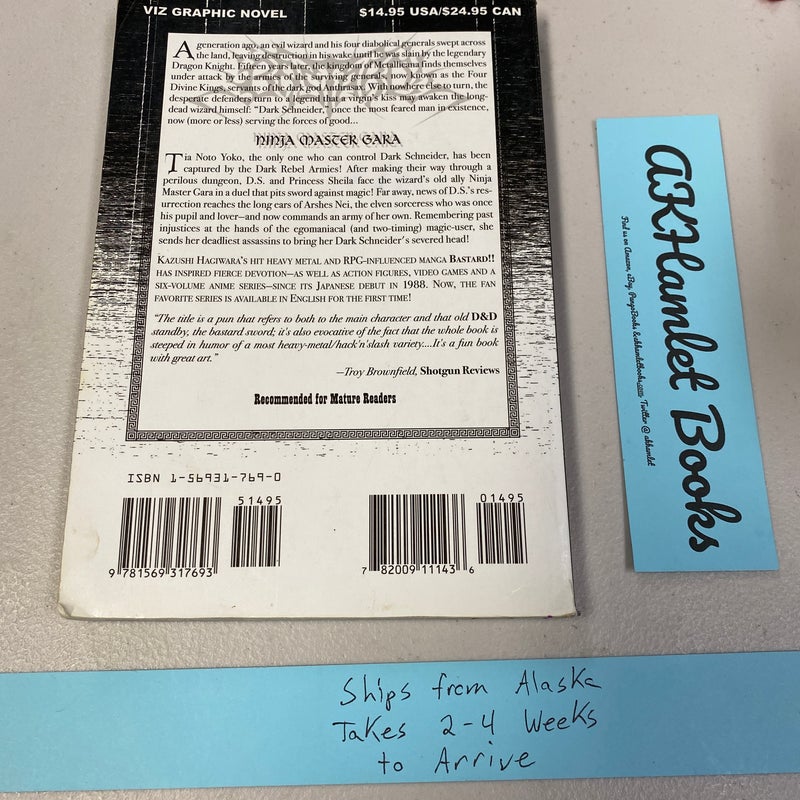 VIZ GRAPHIC NOVEL $14.95 USA/$24.95 CAN
A generation ago, an evil wizard and his four diabolical generals swept across
the land, leaving destruction in his wake until he was slain by the legendary
Dragon Knight. Fifteen years later, the kingdom of Metallicana finds themselves
under attack by the armies of the surviving generals, now known as the Four
Divine Kings, servants of the dark god Anthrasax. With nowhere else to turn, the
desperate defenders turn to a legend that a virgin's kiss may awaken the long-
dead wizard himself: "Dark Schneider," once the most feared man in existence,
now (more or less) serving the forces of good...
NINJA MASTER GARA
Tia Noto Yoko, the only one who can control Dark Schneider, has been
captured by the Dark Rebel Armies! After making their way through a
perilous dungeon, D.S. and Princess Sheila face the wizard's old ally Ninja
Master Gara in a duel that pits sword against magic! Far away, news of D.S.'s res-
urrection reaches the long ears of Arshes Nei, the elven sorceress who was once
his pupil and lover—and now commands an army of her own. Remembering past
injustices at the hands of the egomaniacal (and two-timing) magic-user, she
sends her deadliest assassins to bring her Dark Schneider's severed head!
KAZUSHI HAGIWARA'S HIT HEAVY METAL AND RPG-INFLUENCED MANGA BASTARD!!
HAS INSPIRED FIERCE DEVOTION—AS WELL AS ACTION FIGURES, VIDEO GAMES AND A
SIX-VOLUME ANIME SERIES—SINCE ITS JAPANESE DEBUT IN 1988. NOW, THE FAN
FAVORITE SERIES IS AVAILABLE IN ENGLISH FOR THE FIRST TIME!
"The title is a pun that refers to both to the main character and that old D&D
standby, the bastard sword; it's also evocative of the fact that the whole book is
steeped in humor of a most heavy-metal/hack'n'slash variety....It's a fun book
with great art."
—Troy Brownfield, Shotgun Reviews
Recommended for Mature Readers
ISBN 1-56931-769-0
51495
01495
9 781569 317693
7 82009 11143 6
AKHamlet Books
Find us on Amazon, eBay, PangoBooks & akhamletbooks.com Twitter @ akhamlet
Ships from Alaska
Takes 2-4 Weeks
to Arrive